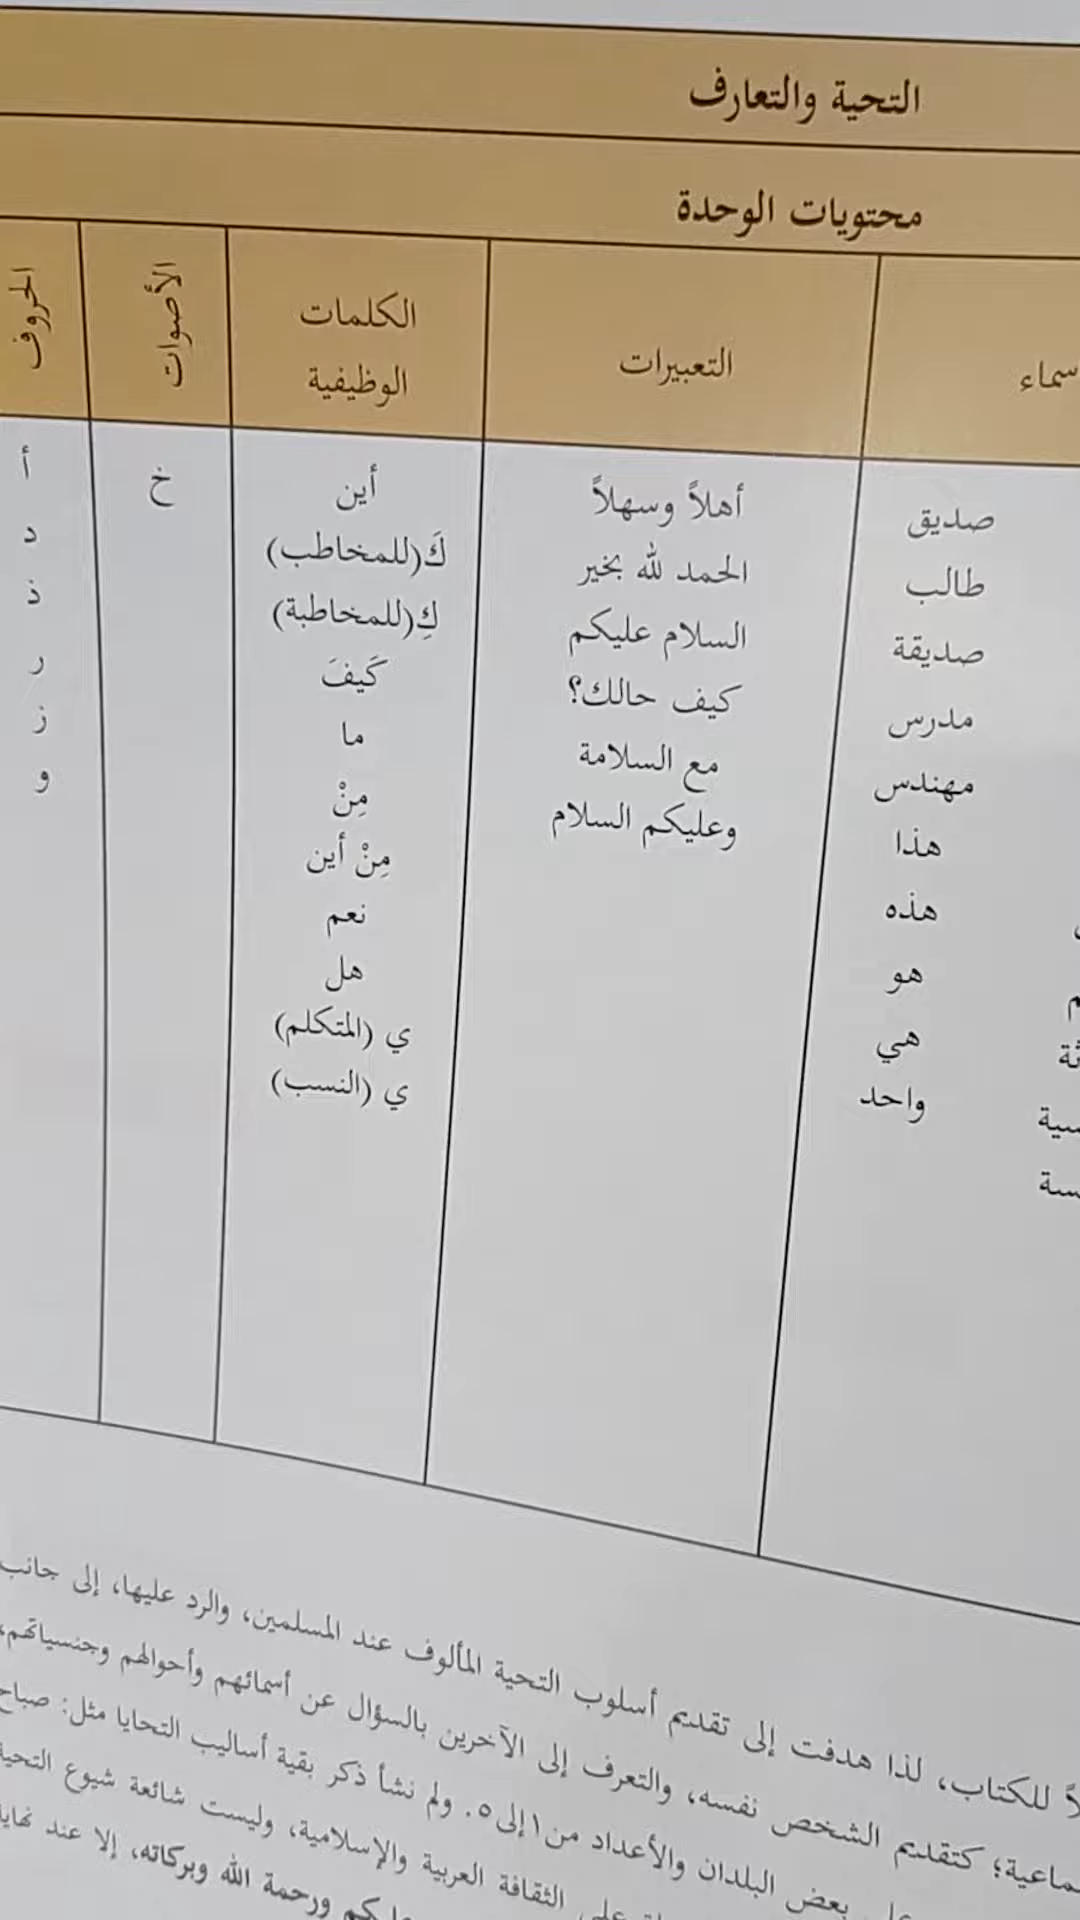 التحية والتعارف
محتويات الوحدة
التعبيرات
الكلمات
الوظيفية
الأصوات
الحروف
صديق
طالب
صديقة
مدرس
مهندس
هذا
هذه
هو
هي
واحد
أهلاً وسهلاً
الحمد لله بخير
السلام عليكم
كيف حالك؟
مع السلامة
وعليكم السلام
أين
كَ(للمخاطب)
كِ(للمخاطبة)
كَيفَ
ما
مِنْ
مِنْ أين
نعم
هل
ي (المتكلم)
ي (النسب)
خ
أ
د
ذ
ر
ز
و
للكتاب، لذا هدفت إلى تقديم أسلوب التحية المألوف عند المسلمين، والرد عليها، إلى جانب
كتقديم الشخص نفسه، والتعرف إلى الآخرين بالسؤال عن أسمائهم وأحوالهم وجنسياتهم،
بعض البلدان والأعداد من ١ إلى ٥. ولم نشأ ذكر بقية أساليب التحايا مثل: صباح
على الثقافة العربية والإسلامية، وليست شائعة شيوع التحية
ورحمة الله وبركاته، إلا عند